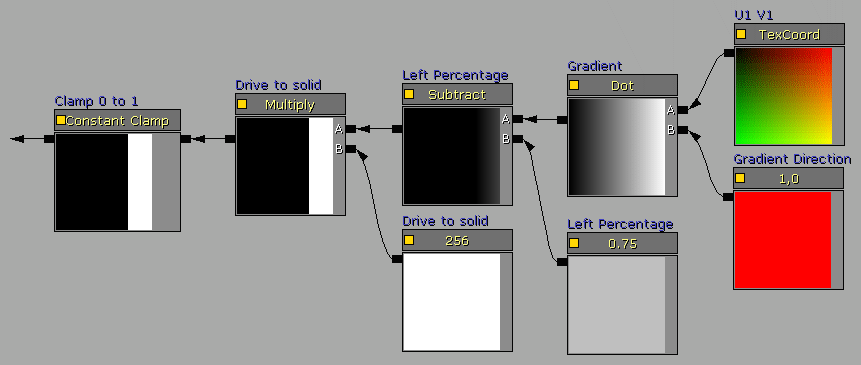 U1 V1
TexCoord
Gradient
Dot
A
B
Left Percentage
Subtract
A
B
Drive to solid
Multiply
A
B
Clamp 0 to 1
Constant Clamp
Gradient Direction
1,0
Left Percentage
0.75
Drive to solid
256